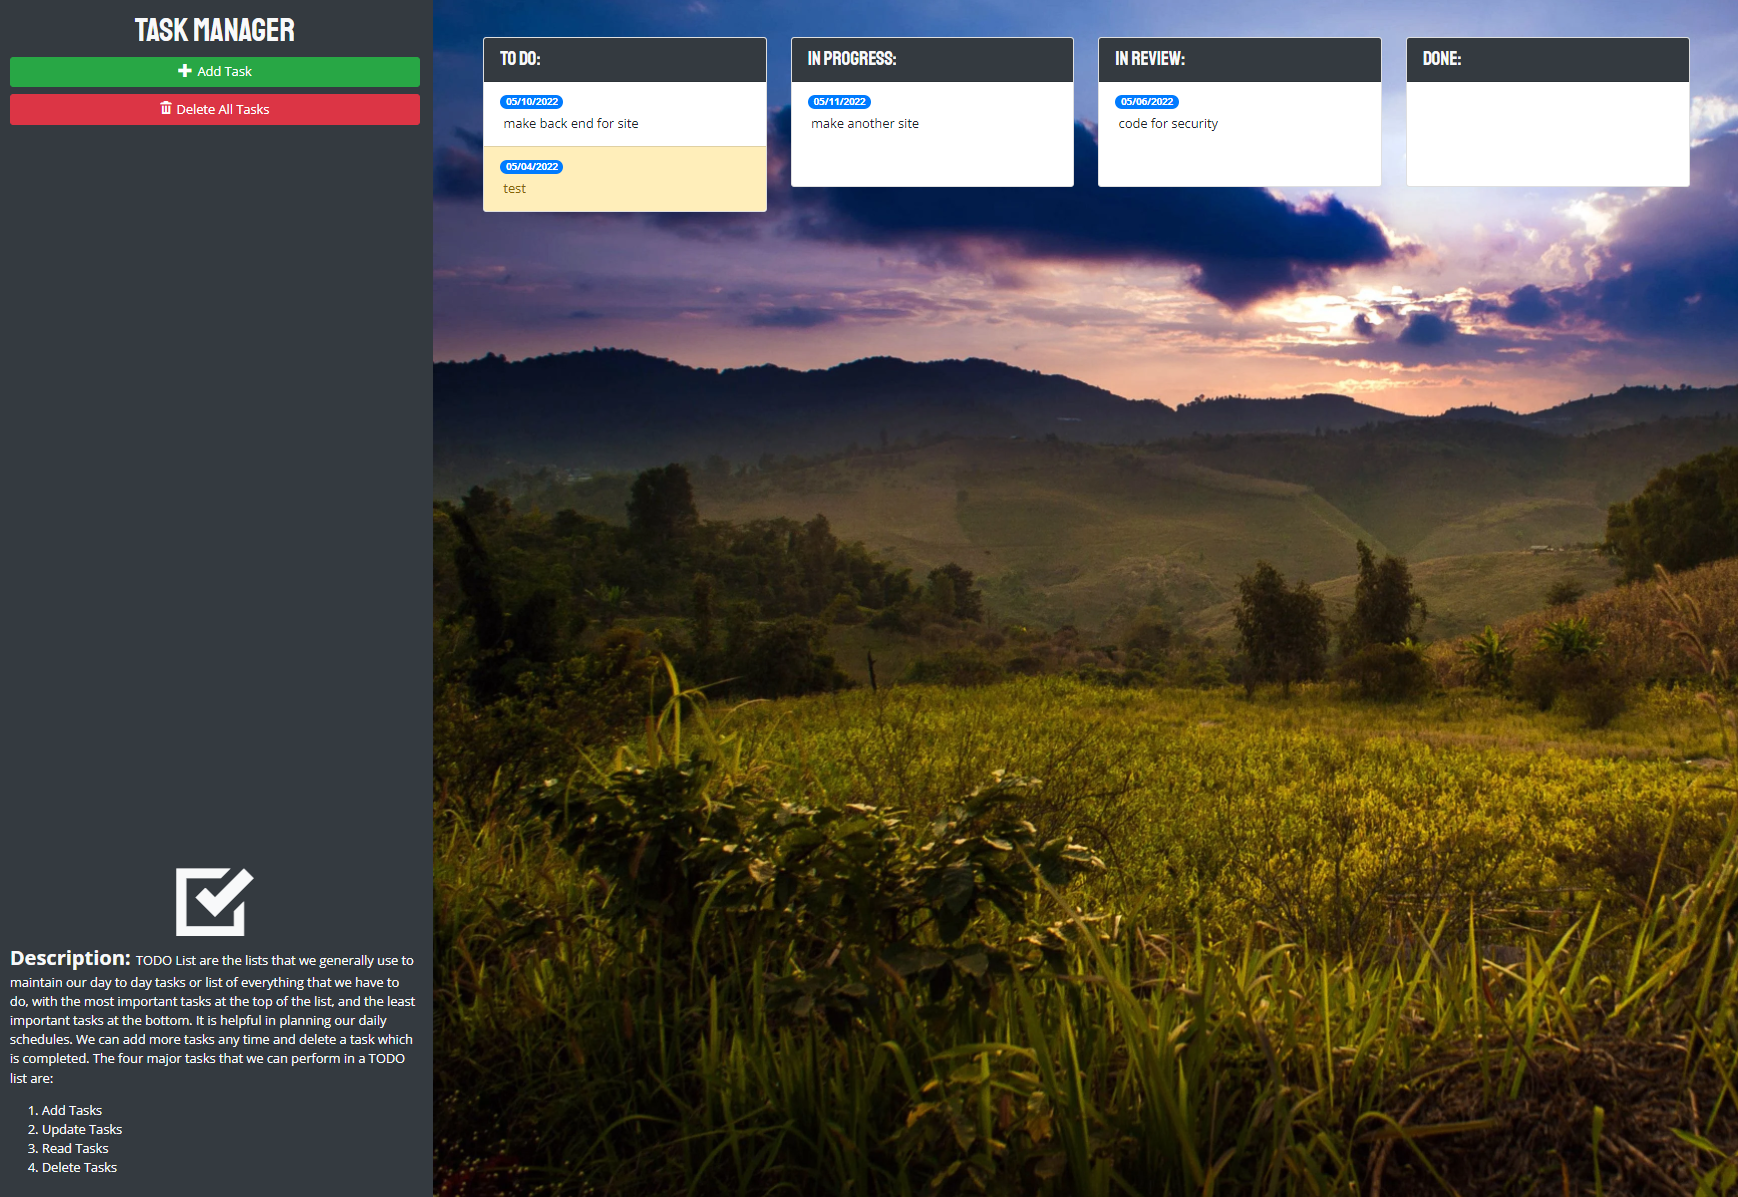 TASK MANAGER
Add Task
Delete All Tasks
TO DO:
05/10/2022
make back end for site
05/04/2022
test
IN PROGRESS:
05/11/2022
make another site
IN REVIEW:
05/06/2022
code for security
DONE:
Description: TODO List are the lists that we generally use to
maintain our day to day tasks or list of everything that we have to
do, with the most important tasks at the top of the list, and the least
important tasks at the bottom. It is helpful in planning our daily
schedules. We can add more tasks any time and delete a task which
is completed. The four major tasks that we can perform in a TODO
list are:
1. Add Tasks
2. Update Tasks
3. Read Tasks
4. Delete Tasks